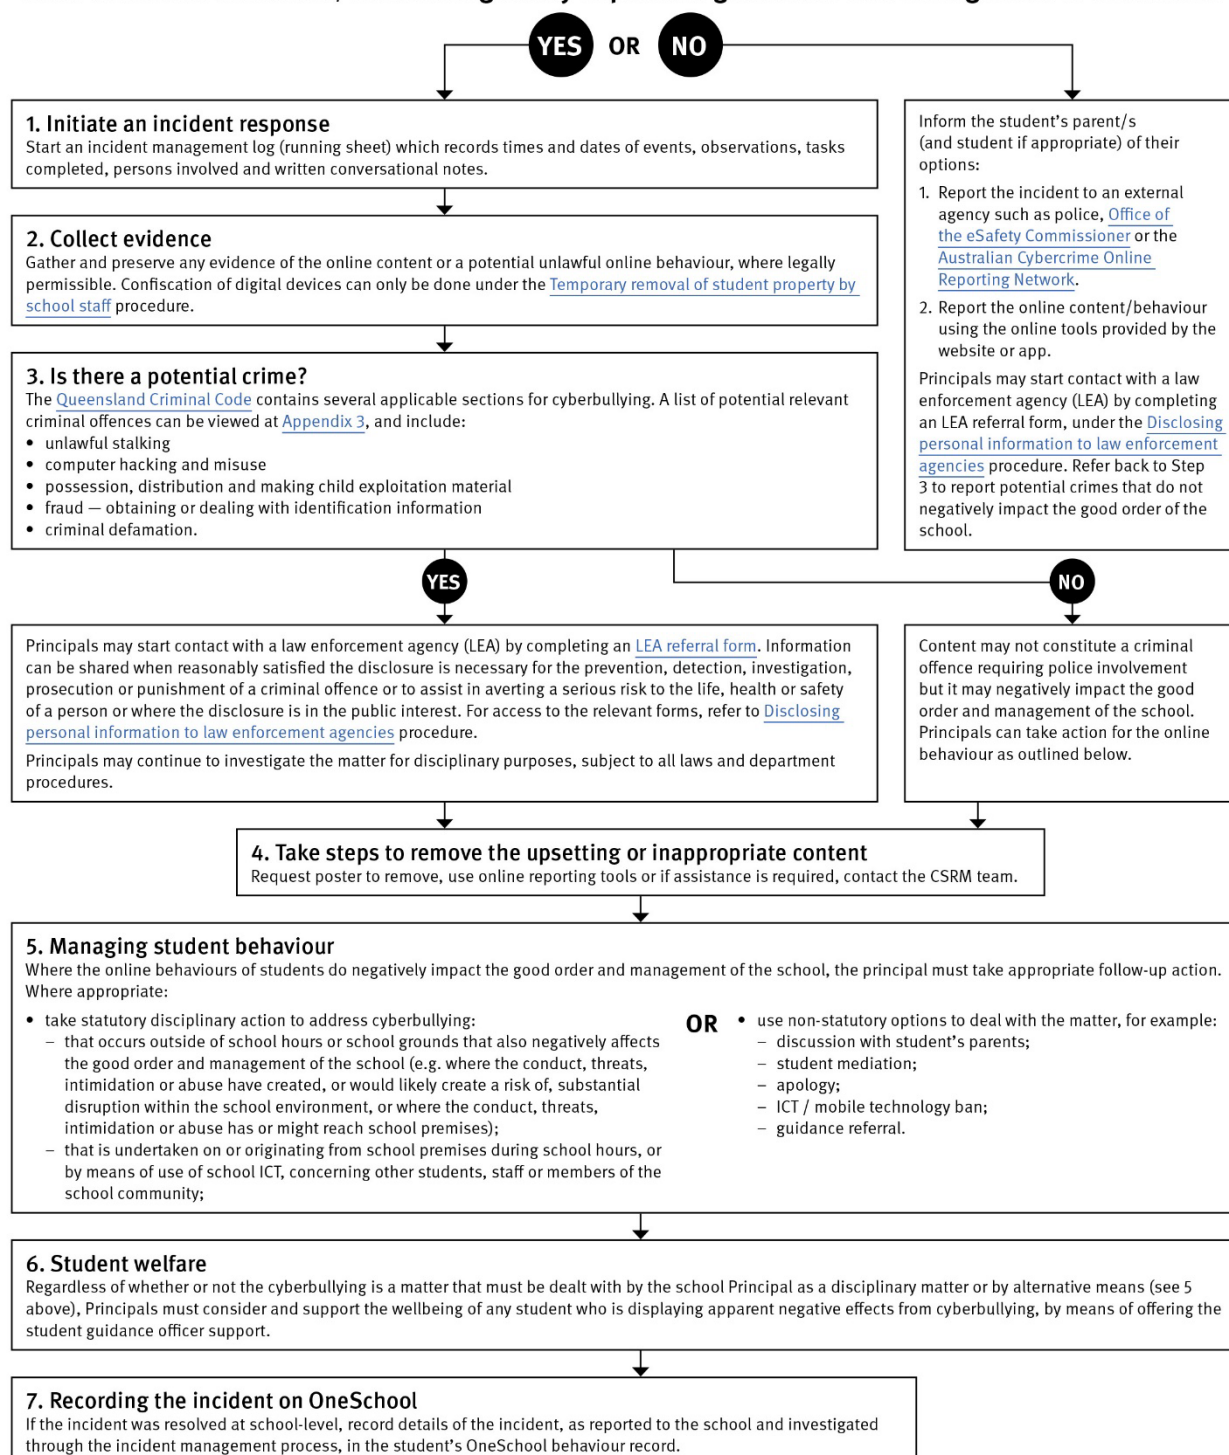 YES OR NO
1. Initiate an incident response
Start an incident management log (running sheet) which records times and dates of events, observations, tasks
completed, persons involved and written conversational notes.
2. Collect evidence
Gather and preserve any evidence of the online content or a potential unlawful online behaviour, where legally
permissible. Confiscation of digital devices can only be done under the Temporary removal of student property by
school staff procedure.
3. Is there a potential crime?
The Queensland Criminal Code contains several applicable sections for cyberbullying. A list of potential relevant
criminal offences can be viewed at Appendix 3, and include:
• unlawful stalking
• computer hacking and misuse
• possession, distribution and making child exploitation material
• fraud — obtaining or dealing with identification information
• criminal defamation.
Inform the student's parent/s
(and student if appropriate) of their
options:
1. Report the incident to an external
agency such as police, Office of
the eSafety Commissioner or the
Australian Cybercrime Online
Reporting Network.
2. Report the online content/behaviour
using the online tools provided by the
website or app.
Principals may start contact with a law
enforcement agency (LEA) by completing
an LEA referral form, under the Disclosing
personal information to law enforcement
agencies procedure. Refer back to Step
3 to report potential crimes that do not
negatively impact the good order of the
school.
YES
NO
Principals may start contact with a law enforcement agency (LEA) by completing an LEA referral form. Information
can be shared when reasonably satisfied the disclosure is necessary for the prevention, detection, investigation,
prosecution or punishment of a criminal offence or to assist in averting a serious risk to the life, health or safety
of a person or where the disclosure is in the public interest. For access to the relevant forms, refer to Disclosing
personal information to law enforcement agencies procedure.
Principals may continue to investigate the matter for disciplinary purposes, subject to all laws and department
procedures.
Content may not constitute a criminal
offence requiring police involvement
but it may negatively impact the good
order and management of the school.
Principals can take action for the online
behaviour as outlined below.
4. Take steps to remove the upsetting or inappropriate content
Request poster to remove, use online reporting tools or if assistance is required, contact the CSRM team.
5. Managing student behaviour
Where the online behaviours of students do negatively impact the good order and management of the school, the principal must take appropriate follow-up action.
Where appropriate:
• take statutory disciplinary action to address cyberbullying:
– that occurs outside of school hours or school grounds that also negatively affects
the good order and management of the school (e.g. where the conduct, threats,
intimidation or abuse have created, or would likely create a risk of, substantial
disruption within the school environment, or where the conduct, threats,
intimidation or abuse has or might reach school premises);
– that is undertaken on or originating from school premises during school hours, or
by means of use of school ICT, concerning other students, staff or members of the
school community;
OR
• use non-statutory options to deal with the matter, for example:
– discussion with student's parents;
– student mediation;
– apology;
– ICT / mobile technology ban;
– guidance referral.
6. Student welfare
Regardless of whether or not the cyberbullying is a matter that must be dealt with by the school Principal as a disciplinary matter or by alternative means (see 5
above), Principals must consider and support the wellbeing of any student who is displaying apparent negative effects from cyberbullying, by means of offering the
student guidance officer support.
7. Recording the incident on OneSchool
If the incident was resolved at school-level, record details of the incident, as reported to the school and investigated
through the incident management process, in the student's OneSchool behaviour record.